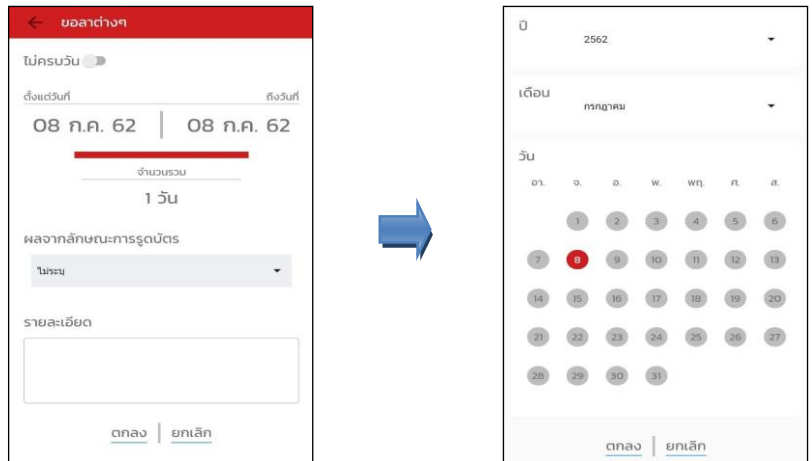 ขอลาต่างๆ
ไม่ครบวัน
ตั้งแต่วันที่ ถึงวันที่
08 ก.ค. 62 08 ก.ค. 62
จำนวนรวม
1 วัน
ผลจากลักษณะการรูดบัตร
ไม่ระบุ
รายละเอียด
ตกลง ยกเลิก
ปี
2562
เดือน
กรกฎาคม
วัน
อา. จ. อ. พ. พฤ. ศ. ส.
1 2 3 4 5 6
7 8 9 10 11 12 13
14 15 16 17 18 19 20
21 22 23 24 25 26 27
28 29 30 31
ตกลง ยกเลิก